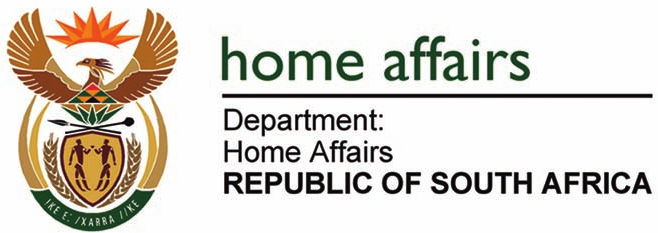 home affairs
Department:
Home Affairs
REPUBLIC OF SOUTH AFRICA
!KE E: /XARRA //KE